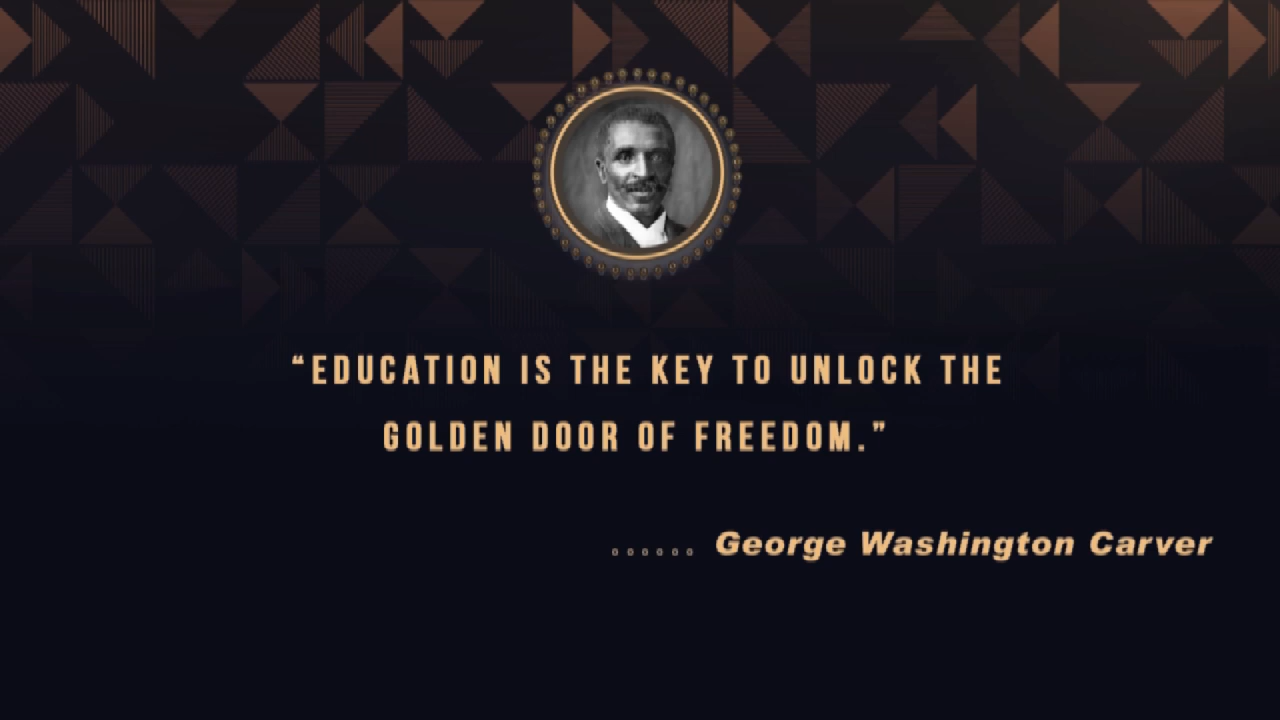 “EDUCATION IS THE KEY TO UNLOCK THE
GOLDEN DOOR OF FREEDOM.”
...... George Washington Carver